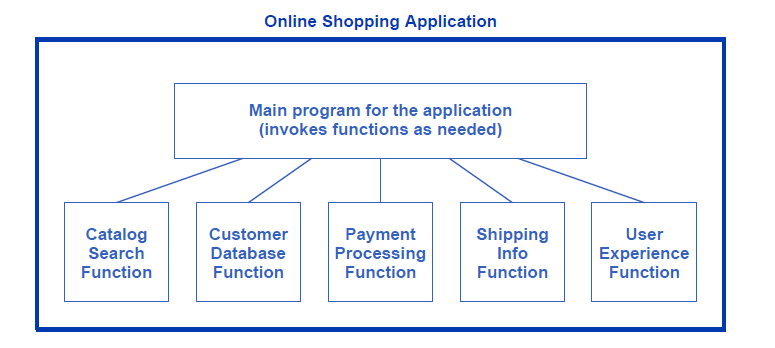 Online Shopping Application
Main program for the application
(invokes functions as needed)
Catalog
Search
Function
Customer
Database
Function
Payment
Processing
Function
Shipping
Info
Function
User
Experience
Function